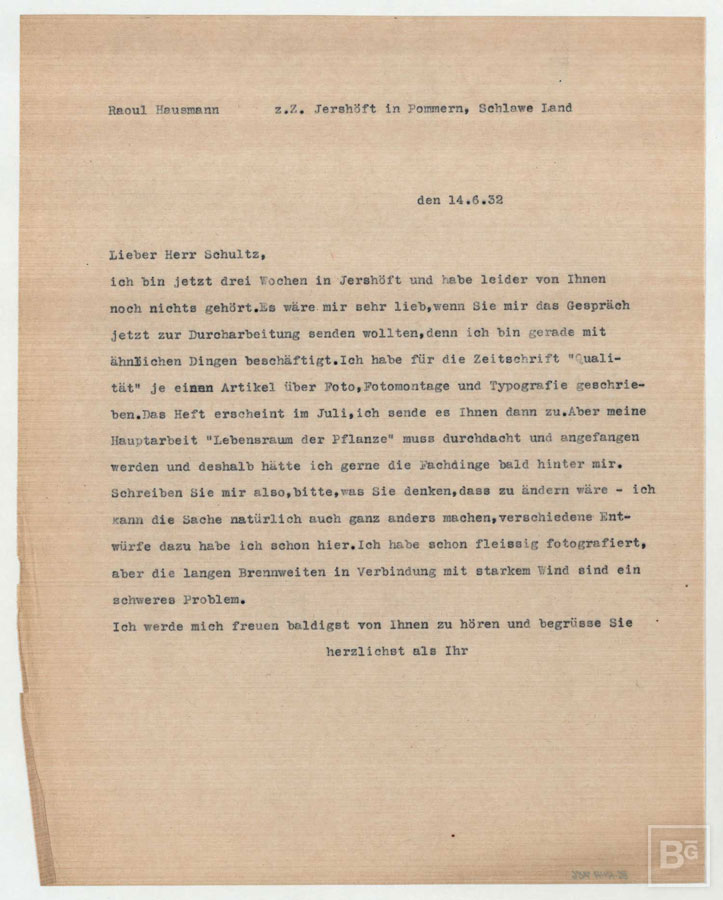 Raoul Hausmann z.Z. Jershöft in Pommern, Schlawe Land
den 14.6.32
Lieber Herr Schultz,
ich bin jetzt drei Wochen in Jershöft und habe leider von Ihnen
noch nichts gehört.Es wäre mir sehr lieb,wenn Sie mir das Gespräch
jetzt zur Durcharbeitung senden wollten,denn ich bin gerade mit
ähnlichen Dingen beschäftigt.Ich habe für die Zeitschrift "Quali-
tät" je einen Artikel über Foto,Fotomontage und Typografie geschrie-
ben.Das Heft erscheint im Juli,ich sende es Ihnen dann zu.Aber meine
Hauptarbeit "Lebensraum der Pflanze" muss durchdacht und angefangen
werden und deshalb hätte ich gerne die Fachdinge bald hinter mir.
Schreiben Sie mir also,bitte,was Sie denken,dass zu ändern wäre - ich
kann die Sache natürlich auch ganz anders machen,verschiedene Ent-
würfe dazu habe ich schon hier.Ich habe schon fleissig fotografiert,
aber die langen Brennweiten in Verbindung mit starkem Wind sind ein
schweres Problem.
Ich werde mich freuen baldigst von Ihnen zu hören und begrüsse Sie
herzlichst als Ihr
BG